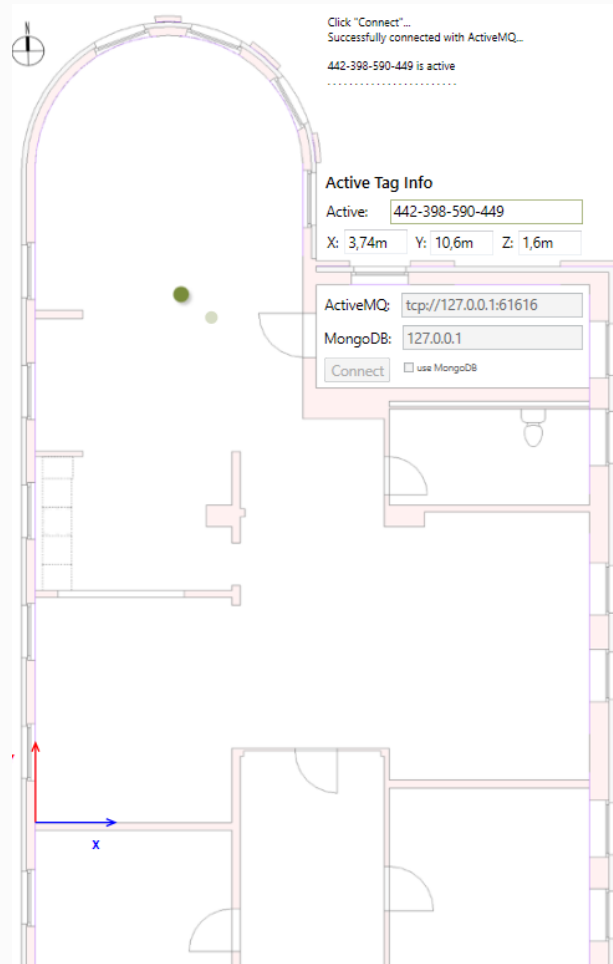 N
Click "Connect"...
Successfully connected with ActiveMQ...
442-398-590-449 is active
. . . . . . . . . . . . . . . . . . . . . . . .
Active Tag Info
Active: 442-398-590-449
X: 3,74m Y: 10,6m Z: 1,6m
ActiveMQ: tcp://127.0.0.1:61616
MongoDB: 127.0.0.1
Connect use MongoDB
X